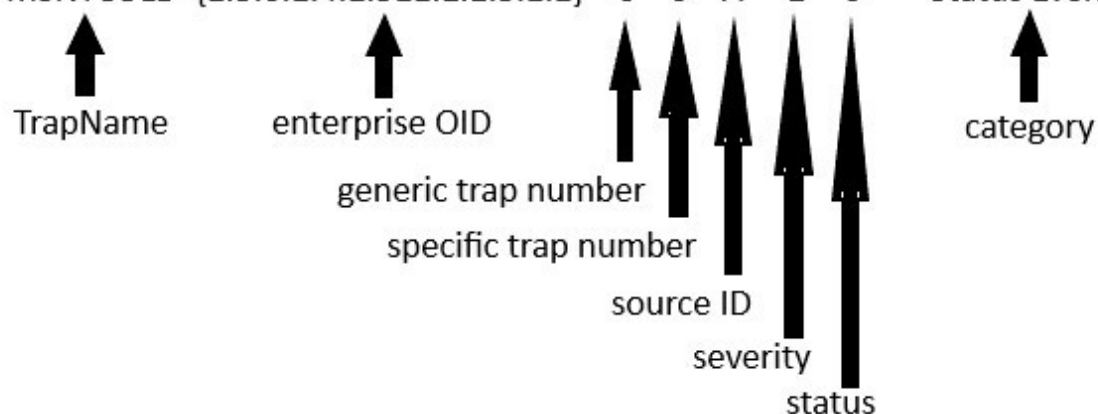 TrapName enterprise OID category
generic trap number
specific trap number
source ID
severity
status